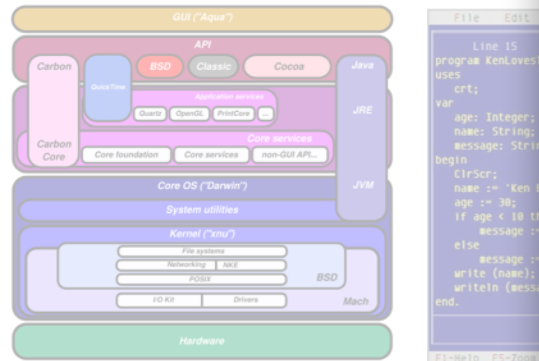 GUI ("Aqua")
API
Carbon
QuickTime
BSD
Classic
Cocoa
Java
Application services
Quartz
OpenGL
PrintCore
...
JRE
Core services
Carbon
Core
Core foundation
Core services
non-GUI API...
Core OS ("Darwin")
JVM
System utilities
Kernel ("xnu")
File systems
Networking
NKE
POSIX
BSD
I/O Kit
Drivers
Mach
Hardware
File Edit
Line 15
program KenLoves
uses
crt;
var
age: Integer;
name: String;
message: Strin
begin
ClrScr;
name := 'Ken
age := 30;
if age < 10 th
message :
else
message :
write (name);
writeln (messa
end.
F1-Help F5-Zoom